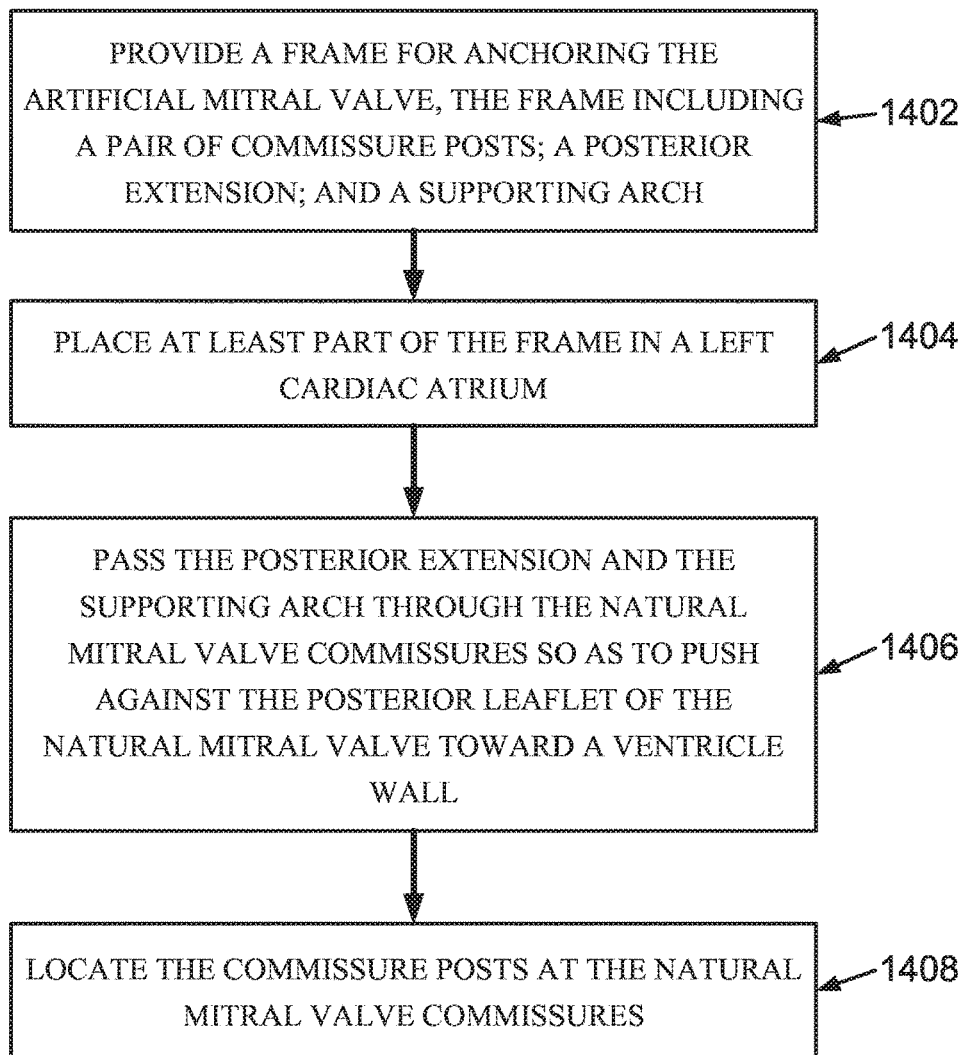 PROVIDE A FRAME FOR ANCHORING THE
ARTIFICIAL MITRAL VALVE, THE FRAME INCLUDING
A PAIR OF COMMISSURE POSTS; A POSTERIOR
EXTENSION; AND A SUPPORTING ARCH
1402
PLACE AT LEAST PART OF THE FRAME IN A LEFT
CARDIAC ATRIUM
1404
PASS THE POSTERIOR EXTENSION AND THE
SUPPORTING ARCH THROUGH THE NATURAL
MITRAL VALVE COMMISSURES SO AS TO PUSH
AGAINST THE POSTERIOR LEAFLET OF THE
NATURAL MITRAL VALVE TOWARD A VENTRICLE
WALL
1406
LOCATE THE COMMISSURE POSTS AT THE NATURAL
MITRAL VALVE COMMISSURES
1408